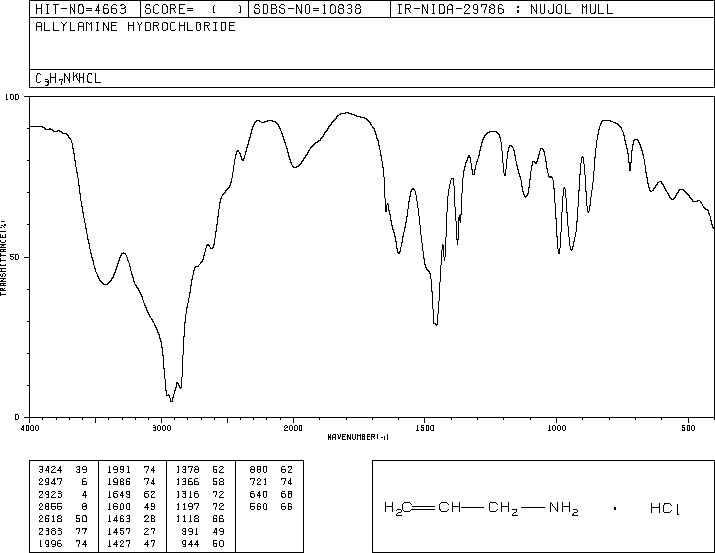 HIT-NO=4663 SCORE= ( ) SDBS-NO=10838 IR-NIDA-29786 : NUJOL MULL
ALLYLAMINE HYDROCHLORIDE
C3H7N*HCL
100
50
0
TRANSMITTANCE(%)
4000 3000 2000 1500 1000 500
WAVENUMBER(-1)
3424 39 1991 74 1378 52 880 62
2947 6 1986 74 1366 58 721 74
2923 4 1649 62 1316 72 640 68
2855 8 1600 49 1197 72 560 66
2618 50 1463 28 1118 66
2383 77 1457 27 991 49
1996 74 1427 47 944 50
H2C=CH—CH2—NH2 · HCl